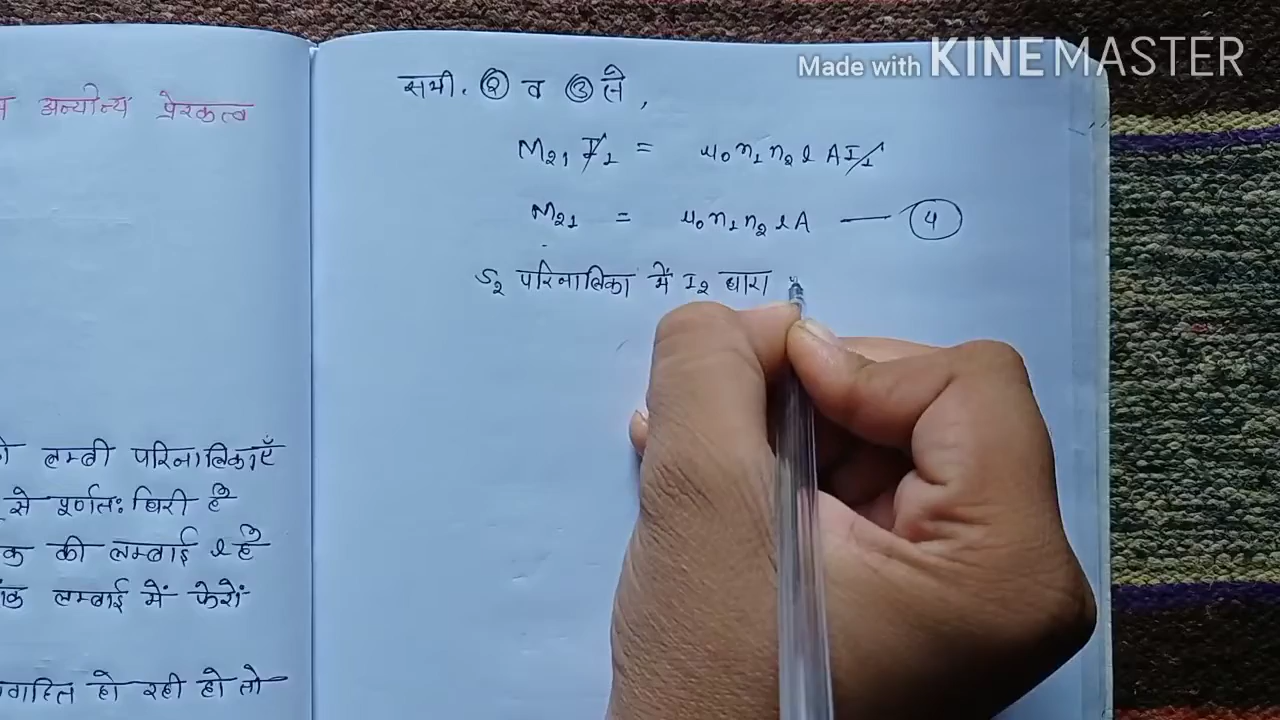 Made with KINEMASTER
अन्योन्य प्रेरकत्व
लम्बी परिनालिकाएँ
से पूर्णतः घिरी है
की लम्बाई l है
लम्बाई में फेरों
हो रही हो तो
समी. ② व ③ से,
M₂₁ I₁ = μ₀ n₁ n₂ l A I₁
M₂₁ = μ₀ n₁ n₂ l A — ④
S₂ परिनालिका में I₂ धारा